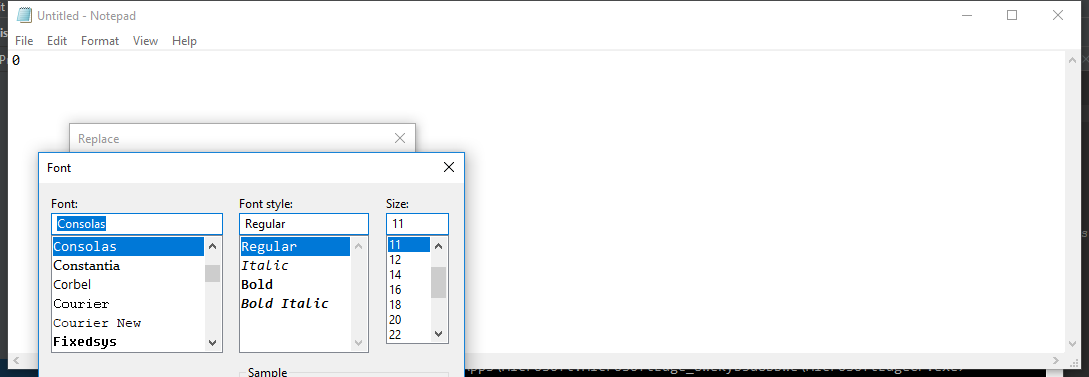 Untitled - Notepad
File Edit Format View Help
0
Replace
Font
Font: Font style: Size:
Consolas Regular 11
Consolas Regular 11
Constantia Italic 12
Corbel Bold 14
Courier Bold Italic 16
Courier New 18
Fixedsys 20
22
Sample